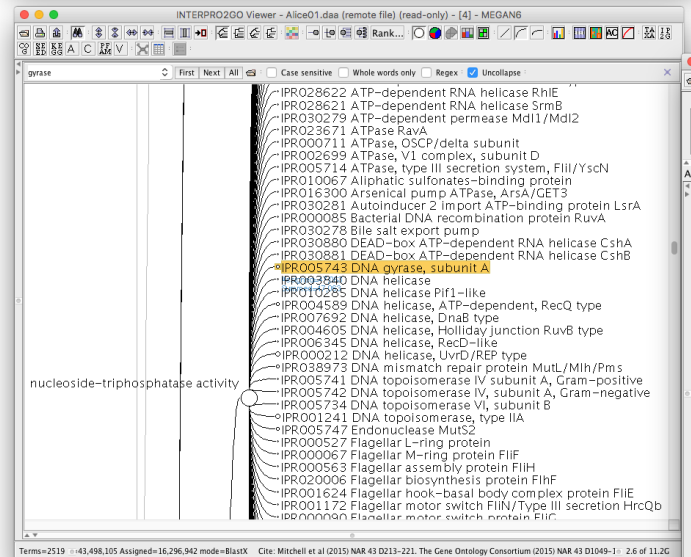 INTERPRO2GO Viewer - Alice01.daa (remote file) (read-only) - [4] - MEGAN6
Rank...
gyrase First Next All Case sensitive Whole words only Regex Uncollapse
IPR028622 ATP-dependent RNA helicase RhlE
IPR028621 ATP-dependent RNA helicase SrmB
IPR030279 ATP-dependent permease Mdl1/Mdl2
IPR023671 ATPase RavA
IPR000711 ATPase, OSCP/delta subunit
IPR002699 ATPase, V1 complex, subunit D
IPR005714 ATPase, type III secretion system, FliI/YscN
IPR010067 Aliphatic sulfonates-binding protein
IPR016300 Arsenical pump ATPase, ArsA/GET3
IPR030281 Autoinducer 2 import ATP-binding protein LsrA
IPR000085 Bacterial DNA recombination protein RuvA
IPR030278 Bile salt export pump
IPR030880 DEAD-box ATP-dependent RNA helicase CshA
IPR030881 DEAD-box ATP-dependent RNA helicase CshB
IPR005743 DNA gyrase, subunit A
IPR003840 DNA helicase
IPR010285 DNA helicase Pif1-like
IPR004589 DNA helicase, ATP-dependent, RecQ type
IPR007692 DNA helicase, DnaB type
IPR004605 DNA helicase, Holliday junction RuvB type
IPR006345 DNA helicase, RecD-like
IPR000212 DNA helicase, UvrD/REP type
IPR038973 DNA mismatch repair protein MutL/Mlh/Pms
nucleoside-triphosphatase activity
IPR005741 DNA topoisomerase IV subunit A, Gram-positive
IPR005742 DNA topoisomerase IV, subunit A, Gram-negative
IPR005734 DNA topoisomerase VI, subunit B
IPR001241 DNA topoisomerase, type IIA
IPR005747 Endonuclease MutS2
IPR000527 Flagellar L-ring protein
IPR000067 Flagellar M-ring protein FliF
IPR000563 Flagellar assembly protein FliH
IPR020006 Flagellar biosynthesis protein FlhF
IPR001624 Flagellar hook-basal body complex protein FliE
IPR001172 Flagellar motor switch protein FliN/Type III secretion HrcQb
IPR000090 Flagellar motor switch protein FliG
Terms=2519 43,498,105 Assigned=16,296,942 mode=BlastX Cite: Mitchell et al (2015) NAR 43 D213-221. The Gene Ontology Consortium (2015) NAR 43 D1049-1 2.6 of 11.2G